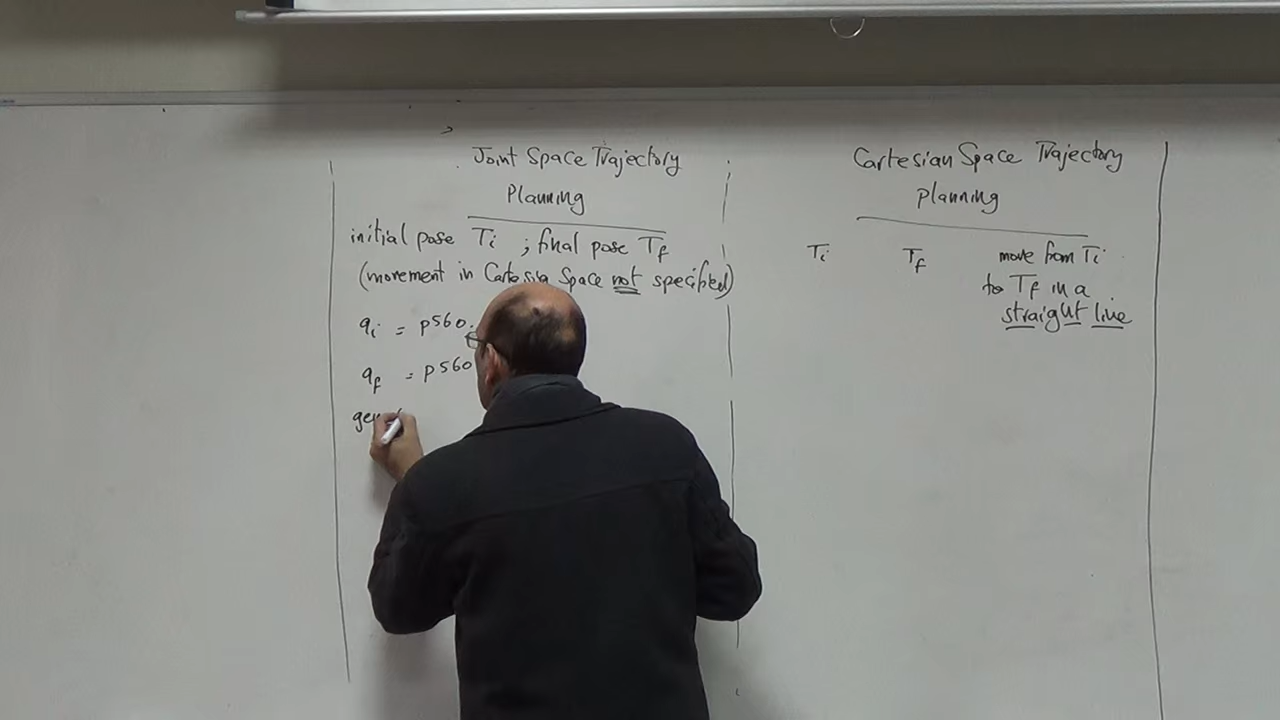 Joint Space Trajectory
Planning
initial pose Ti ; final pose Tf
(movement in Cartesian Space not specified)
qi = p560.
qf = p560
gen
Cartesian Space Trajectory
Planning
Ti Tf move from Ti
to Tf in a
straight line